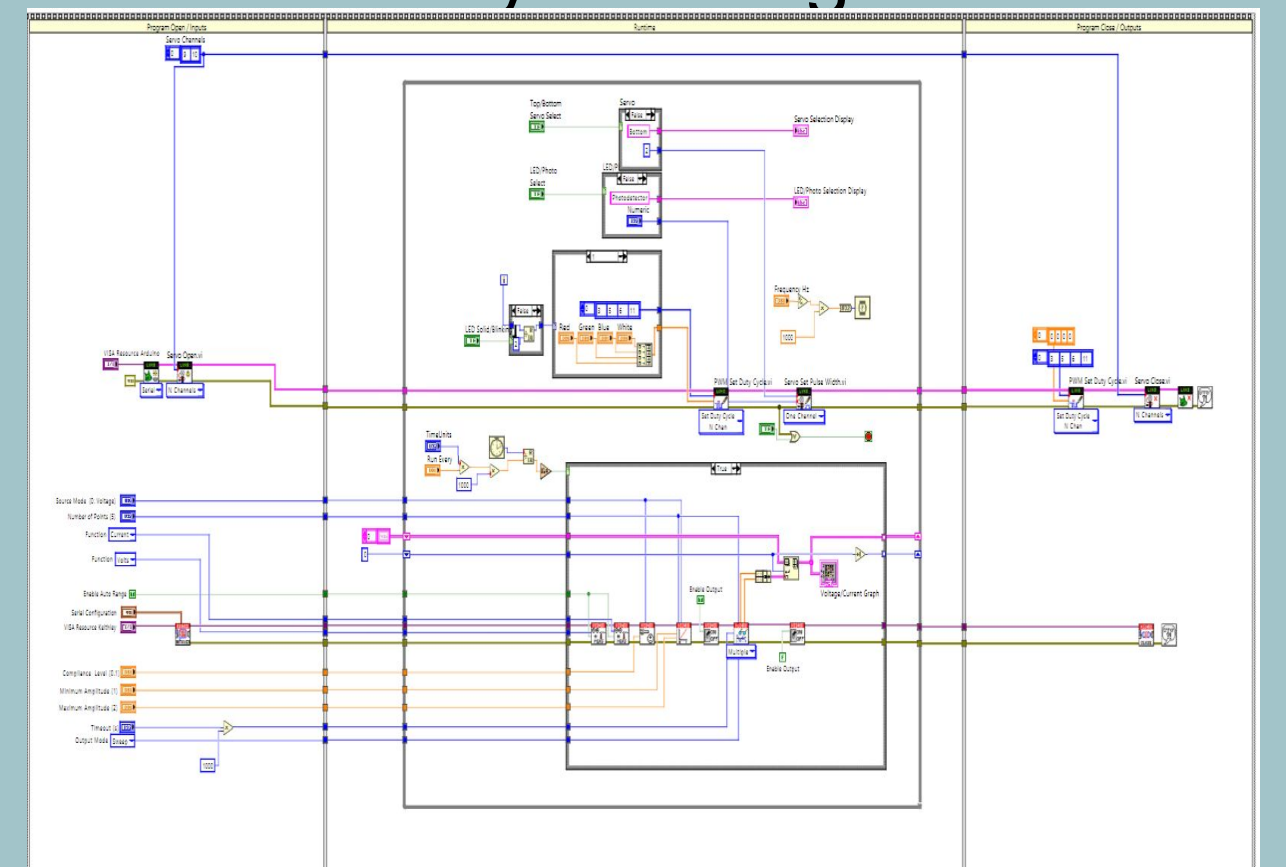 Program Open / Inputs
Runtime
Program Close / Outputs
Servo Channels
Top/Bottom
Servo Select
Servo
False
Bottom
Servo Selection Display
LED/Photo
Select
False
Photodetector
Numeric
LED/Photo Selection Display
Frequency Hz
1000
LED Solid/Blinking
False
Red
Green
Blue
White
VISA Resource Arduino
Servo Open.vi
Serial
N Channels
PWM Set Duty Cycle.vi
Servo Set Pulse Width.vi
Set Duty Cycle
N Chan
One Channel
PWM Set Duty Cycle.vi
Servo Close.vi
Set Duty Cycle
N Chan
N Channels
TimeUnits
Run Every
1000
True
Source Mode (0: Voltage)
Number of Points (5)
Function
Current
Function
Volts
Enable Auto Range
Serial Configuration
VISA Resource Keithley
Enable Output
Voltage/Current Graph
Multiple
Enable Output
Compliance Level (0.1)
Minimum Amplitude (1)
Maximum Amplitude (2)
Timeout (s)
Output Mode
Sweep
1000